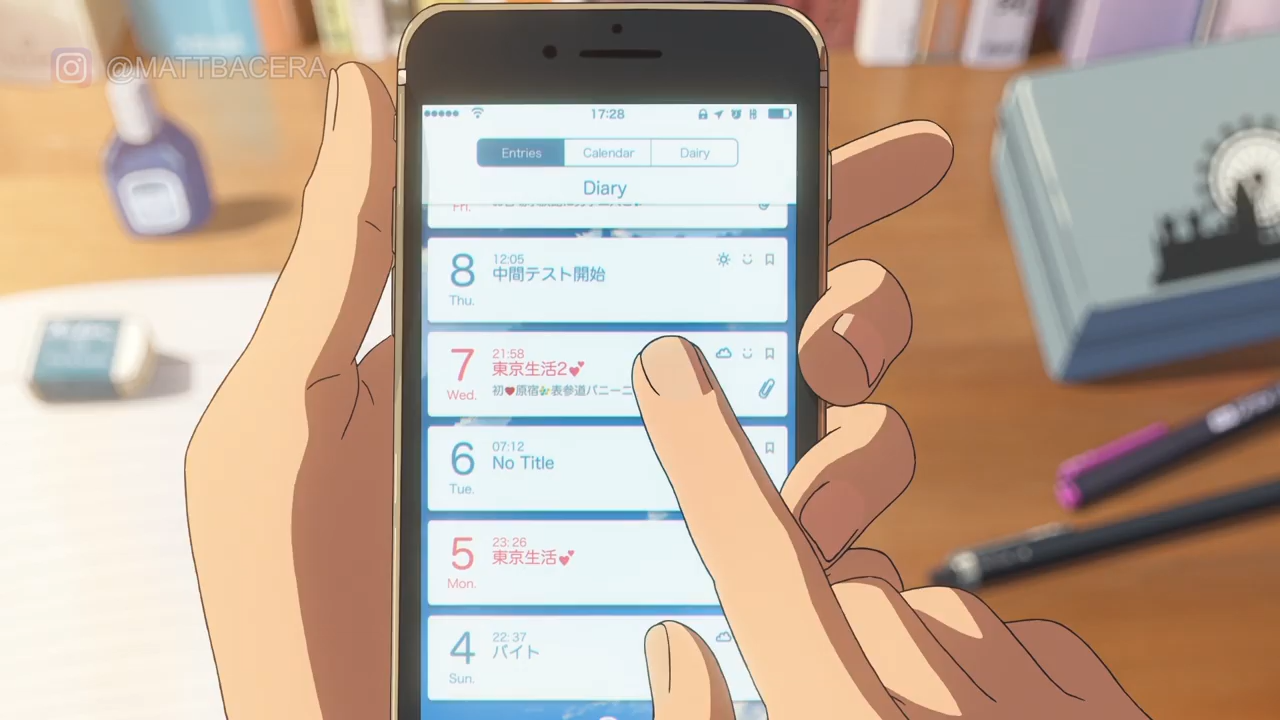 @MATTBACERA
17:28
Entries Calendar Dairy
Diary
Fri.
8
Thu.
12:05
中間テスト開始
7
Wed.
21:58
東京生活2💕
初❤原宿🎉表参道パニーニ
6
Tue.
07:12
No Title
5
Mon.
23:26
東京生活💕
4
Sun.
22:37
バイト